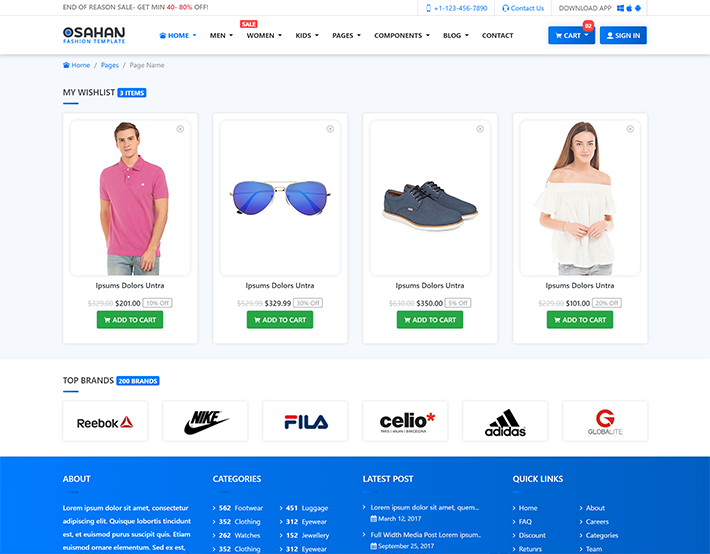 END OF REASON SALE- GET MIN 40- 80% OFF!
+1-123-456-7890
Contact Us
DOWNLOAD APP
OSAHAN
FASHION TEMPLATE
HOME
MEN
SALE
WOMEN
KIDS
PAGES
COMPONENTS
BLOG
CONTACT
CART
02
SIGN IN
Home / Pages / Page Name
MY WISHLIST 3 ITEMS
Ipsums Dolors Untra
$329.00 $201.00 10% Off
ADD TO CART
Ipsums Dolors Untra
$529.99 $329.99 30% Off
ADD TO CART
Ipsums Dolors Untra
$630.00 $350.00 5% Off
ADD TO CART
Ipsums Dolors Untra
$229.00 $101.00 20% Off
ADD TO CART
TOP BRANDS 200 BRANDS
Reebok
NIKE
FILA
celio*
PARIS | MILAN | BARCELONA
adidas
GLOBALITE
ABOUT
Lorem ipsum dolor sit amet, consectetur
adipiscing elit. Quisque lobortis tincidunt
est, et euismod purus suscipit quis. Etiam
euismod ornare elementum. Sed ex est,
CATEGORIES
562 Footwear
352 Clothing
262 Watches
352 Clothing
451 Luggage
312 Eyewear
152 Jewellery
312 Eyewear
LATEST POST
Lorem ipsum dolor sit amet, quem...
March 12, 2017
Full Width Media Post Lorem ipsum...
September 25, 2017
QUICK LINKS
Home
FAQ
Discount
Retunrs
About
Careers
Categories
Team